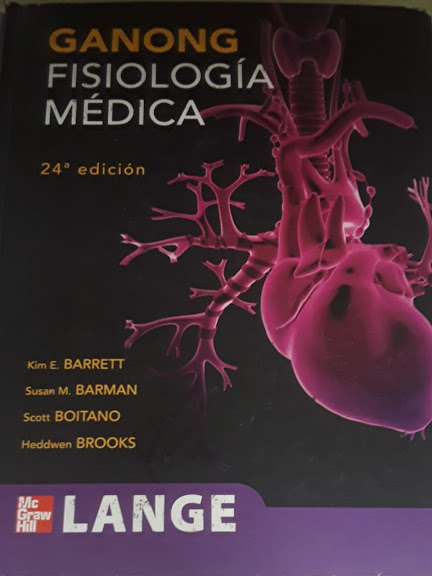 GANONG
FISIOLOGÍA
MÉDICA
24ª edición
Kim E. BARRETT
Susan M. BARMAN
Scott BOITANO
Heddwen BROOKS
Mc
Graw
Hill
LANGE